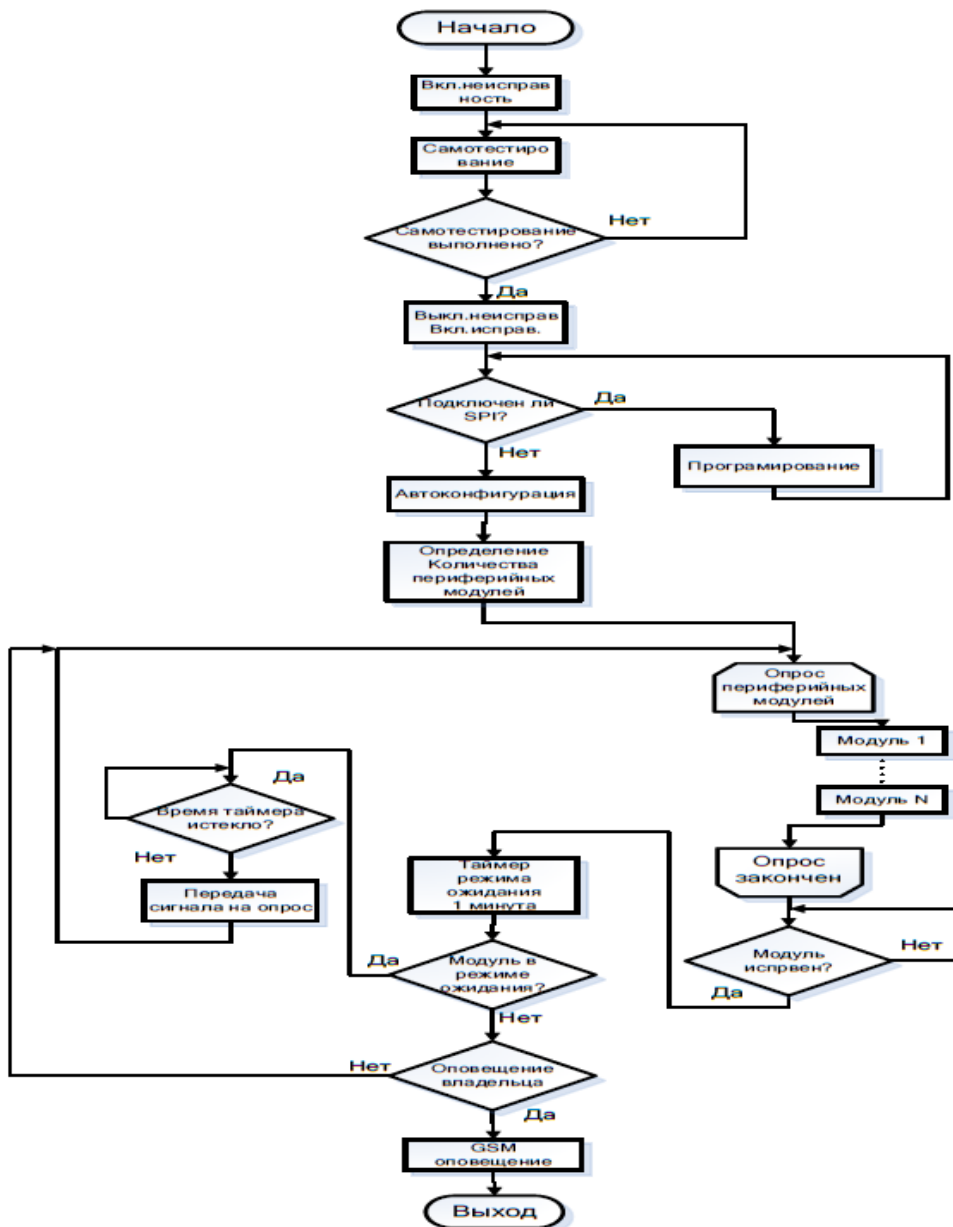 Начало
Вкл.неисправ
ность
Самотестиро
вание
Самотестирование
выполнено?
Нет
Да
Выкл.неисправ
Вкл.исправ.
Подключен ли
SPI?
Да
Нет
Програмирование
Автоконфигурация
Определение
Количества
периферийных
модулей
Опрос
периферийных
модулей
Модуль 1
Модуль N
Опрос
закончен
Модуль
испрвен?
Нет
Да
Таймер
режима
ожидания
1 минута
Модуль в
режиме
ожидания?
Да
Нет
Время таймера
истекло?
Да
Нет
Передача
сигнала на опрос
Оповещение
владельца
Нет
Да
GSM
оповещение
Выход